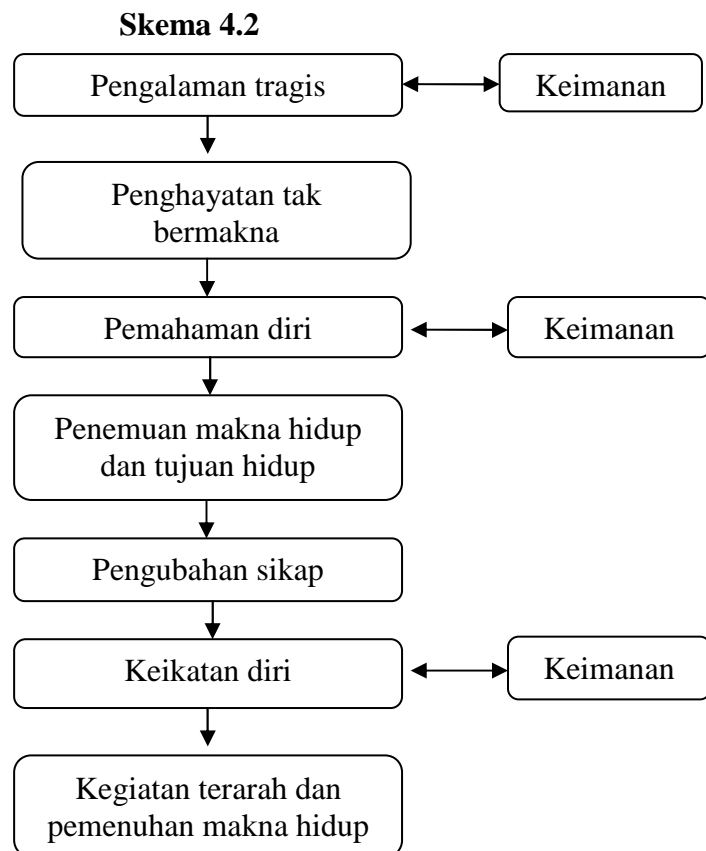 Skema 4.2
Pengalaman tragis
Keimanan
Penghayatan tak
bermakna
Pemahaman diri
Keimanan
Penemuan makna hidup
dan tujuan hidup
Pengubahan sikap
Keikatan diri
Keimanan
Kegiatan terarah dan
pemenuhan makna hidup